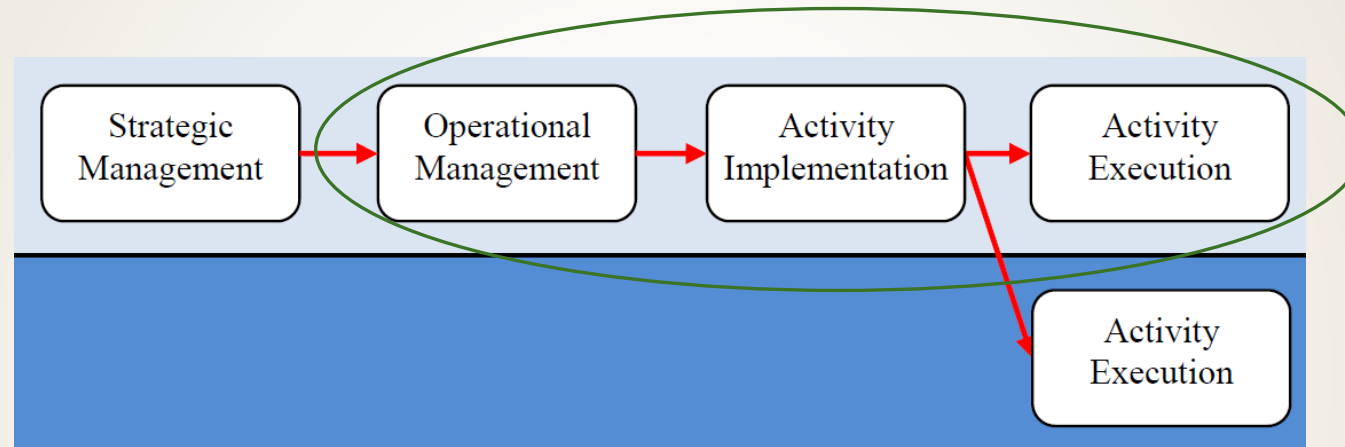 Strategic
Management
Operational
Management
Activity
Implementation
Activity
Execution
Activity
Execution